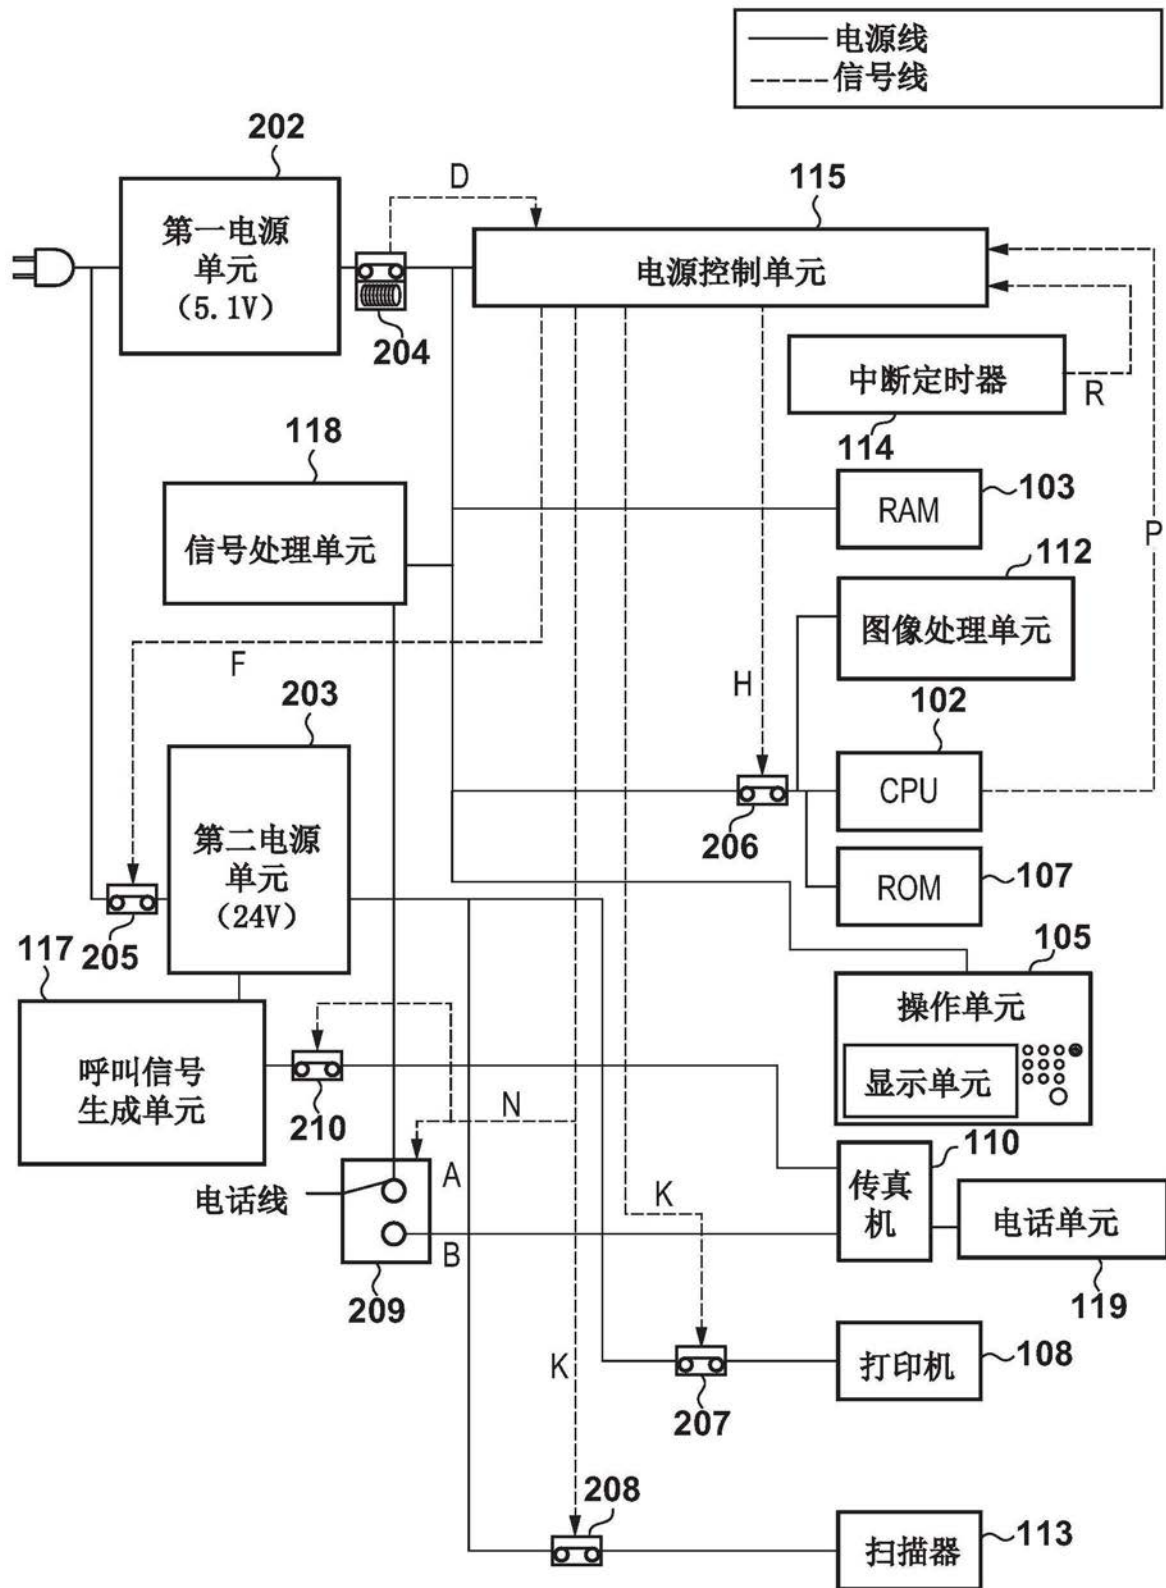 电源线
信号线
202
D
115
第一电源
单元
(5.1V)
电源控制单元
204
中断定时器
R
114
118
RAM
103
P
信号处理单元
112
图像处理单元
F
H
203
102
CPU
206
第二电源
单元
(24V)
ROM
107
205
117
105
操作单元
显示单元
呼叫信号
生成单元
210
N
110
A
电话线
K
传真
机
电话单元
B
209
119
打印机
108
K
207
208
扫描器
113